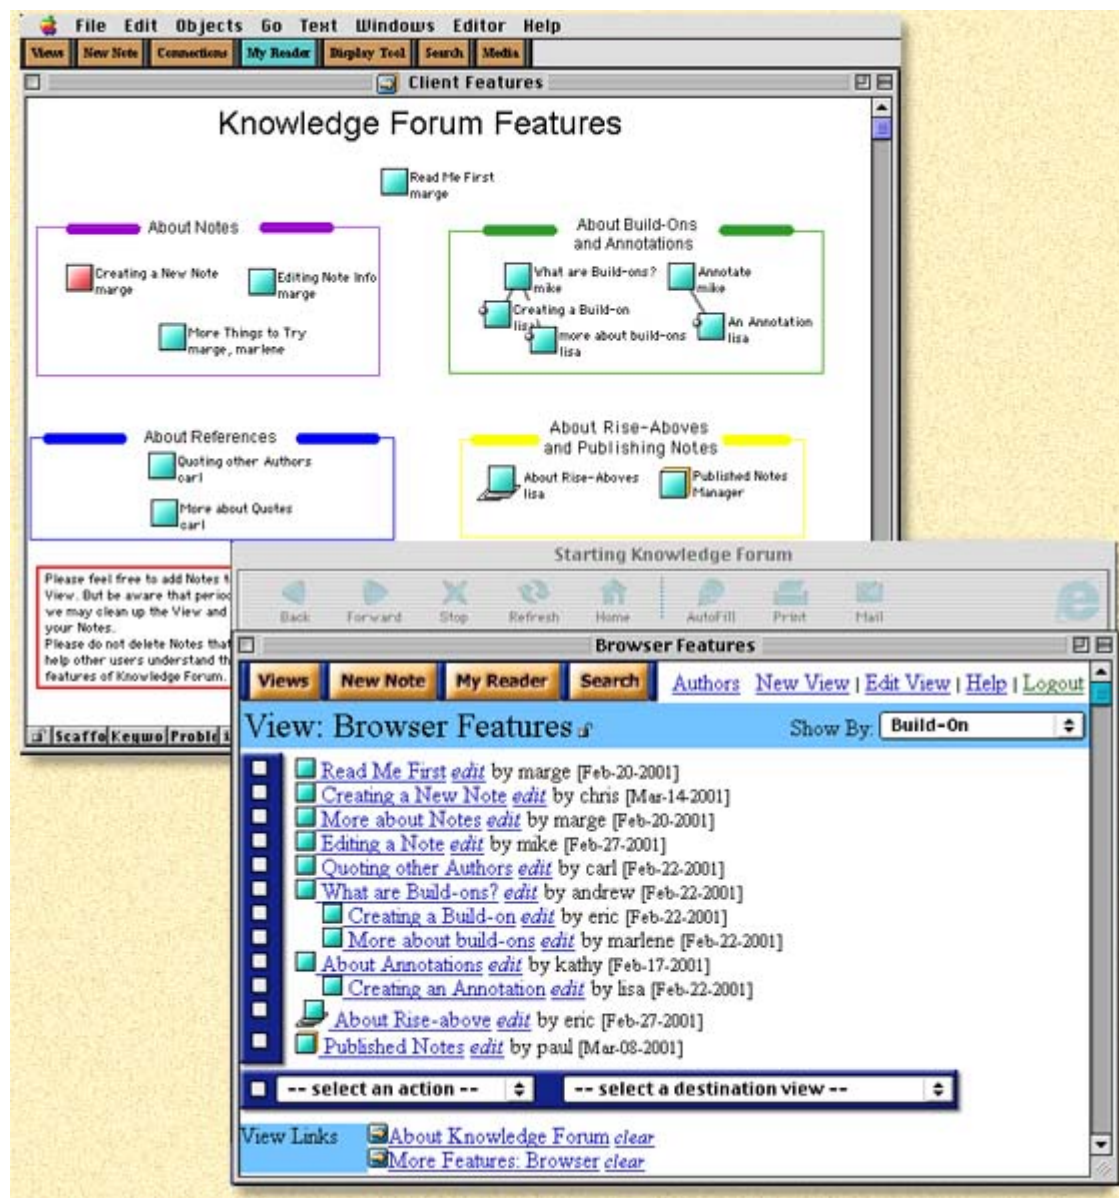 File Edit Objects Go Text Windows Editor Help
Views New Note Connections My Reader Display Tool Search Media
Client Features
Knowledge Forum Features
Read Me First
marge
About Notes
Creating a New Note
marge
Editing Note Info
marge
More Things to Try
marge, marlene
About Build-Ons
and Annotations
What are Build-ons?
mike
Annotate
mike
Creating a Build-on
lisa
more about build-ons
lisa
An Annotation
lisa
About References
Quoting other Authors
carl
More about Quotes
carl
About Rise-Aboves
and Publishing Notes
About Rise-Aboves
lisa
Published Notes
Manager
Please feel free to add Notes t
View. But be aware that perio
we may clean up the View and
your Notes.
Please do not delete Notes that
help other users understand th
features of Knowledge Forum.
Scaffo Keywo Proble
Starting Knowledge Forum
Back Forward Stop Refresh Home AutoFill Print Mail
Browser Features
Views New Note My Reader Search Authors New View | Edit View | Help | Logout
View: Browser Features Show By: Build-On
Read Me First edit by marge [Feb-20-2001]
Creating a New Note edit by chris [Mar-14-2001]
More about Notes edit by marge [Feb-20-2001]
Editing a Note edit by mike [Feb-27-2001]
Quoting other Authors edit by carl [Feb-22-2001]
What are Build-ons? edit by andrew [Feb-22-2001]
Creating a Build-on edit by eric [Feb-22-2001]
More about build-ons edit by marlene [Feb-22-2001]
About Annotations edit by kathy [Feb-17-2001]
Creating an Annotation edit by lisa [Feb-22-2001]
About Rise-above edit by eric [Feb-27-2001]
Published Notes edit by paul [Mar-08-2001]
-- select an action -- -- select a destination view --
View Links About Knowledge Forum clear
More Features: Browser clear